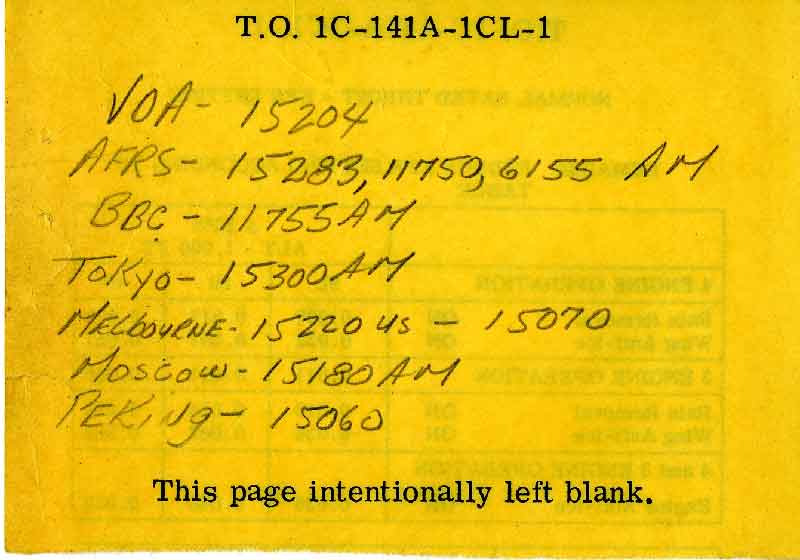 T.O. 1C-141A-1CL-1
VOA- 15204
AFRS- 15283, 11750, 6155 AM
BBC - 11755 AM
Tokyo- 15300 AM
MELbOURNE- 15220 US - 15070
MOSCOW- 15180 AM
PEKING- 15060
This page intentionally left blank.